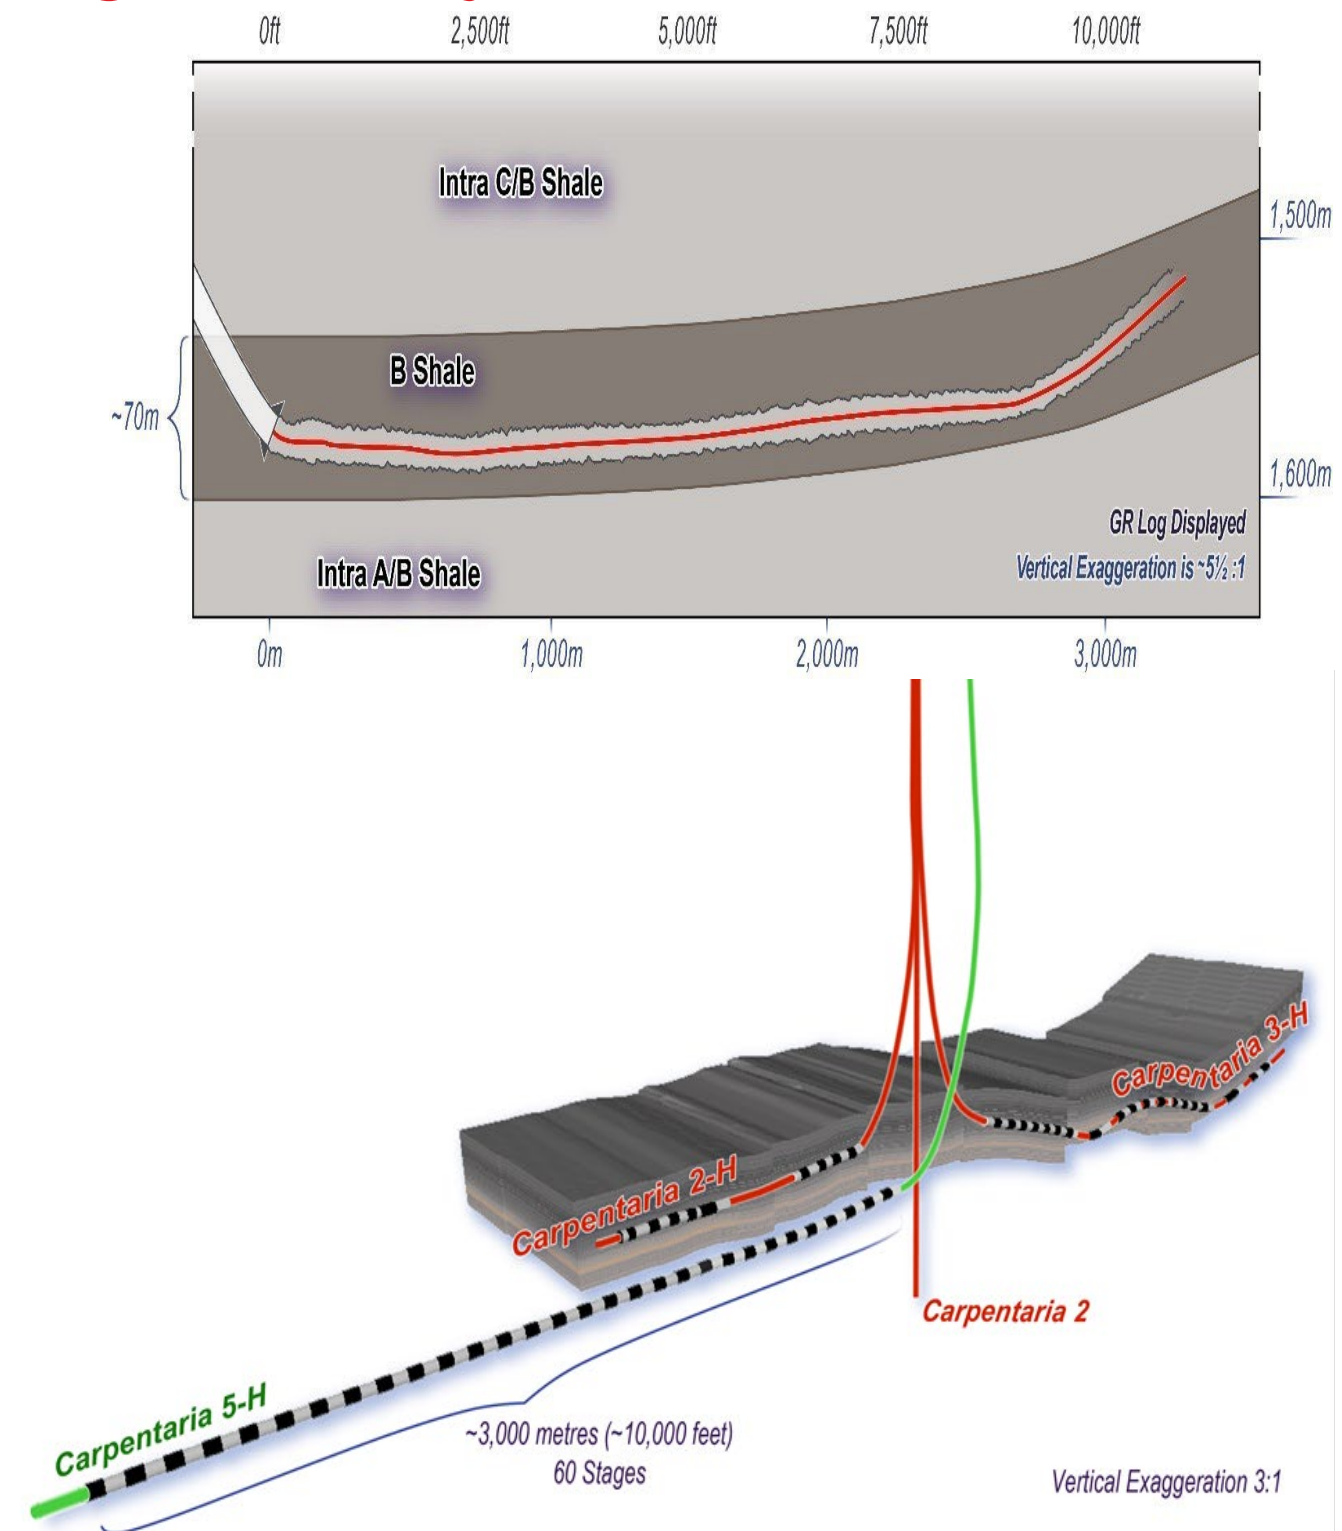 0ft 2,500ft 5,000ft 7,500ft 10,000ft
Intra C/B Shale
1,500m
B Shale
~70m
1,600m
GR Log Displayed
Intra A/B Shale
Vertical Exaggeration is ~5½ :1
0m 1,000m 2,000m 3,000m
Carpentaria 3-H
Carpentaria 2-H
Carpentaria 2
Carpentaria 5-H
~3,000 metres (~10,000 feet)
60 Stages
Vertical Exaggeration 3:1